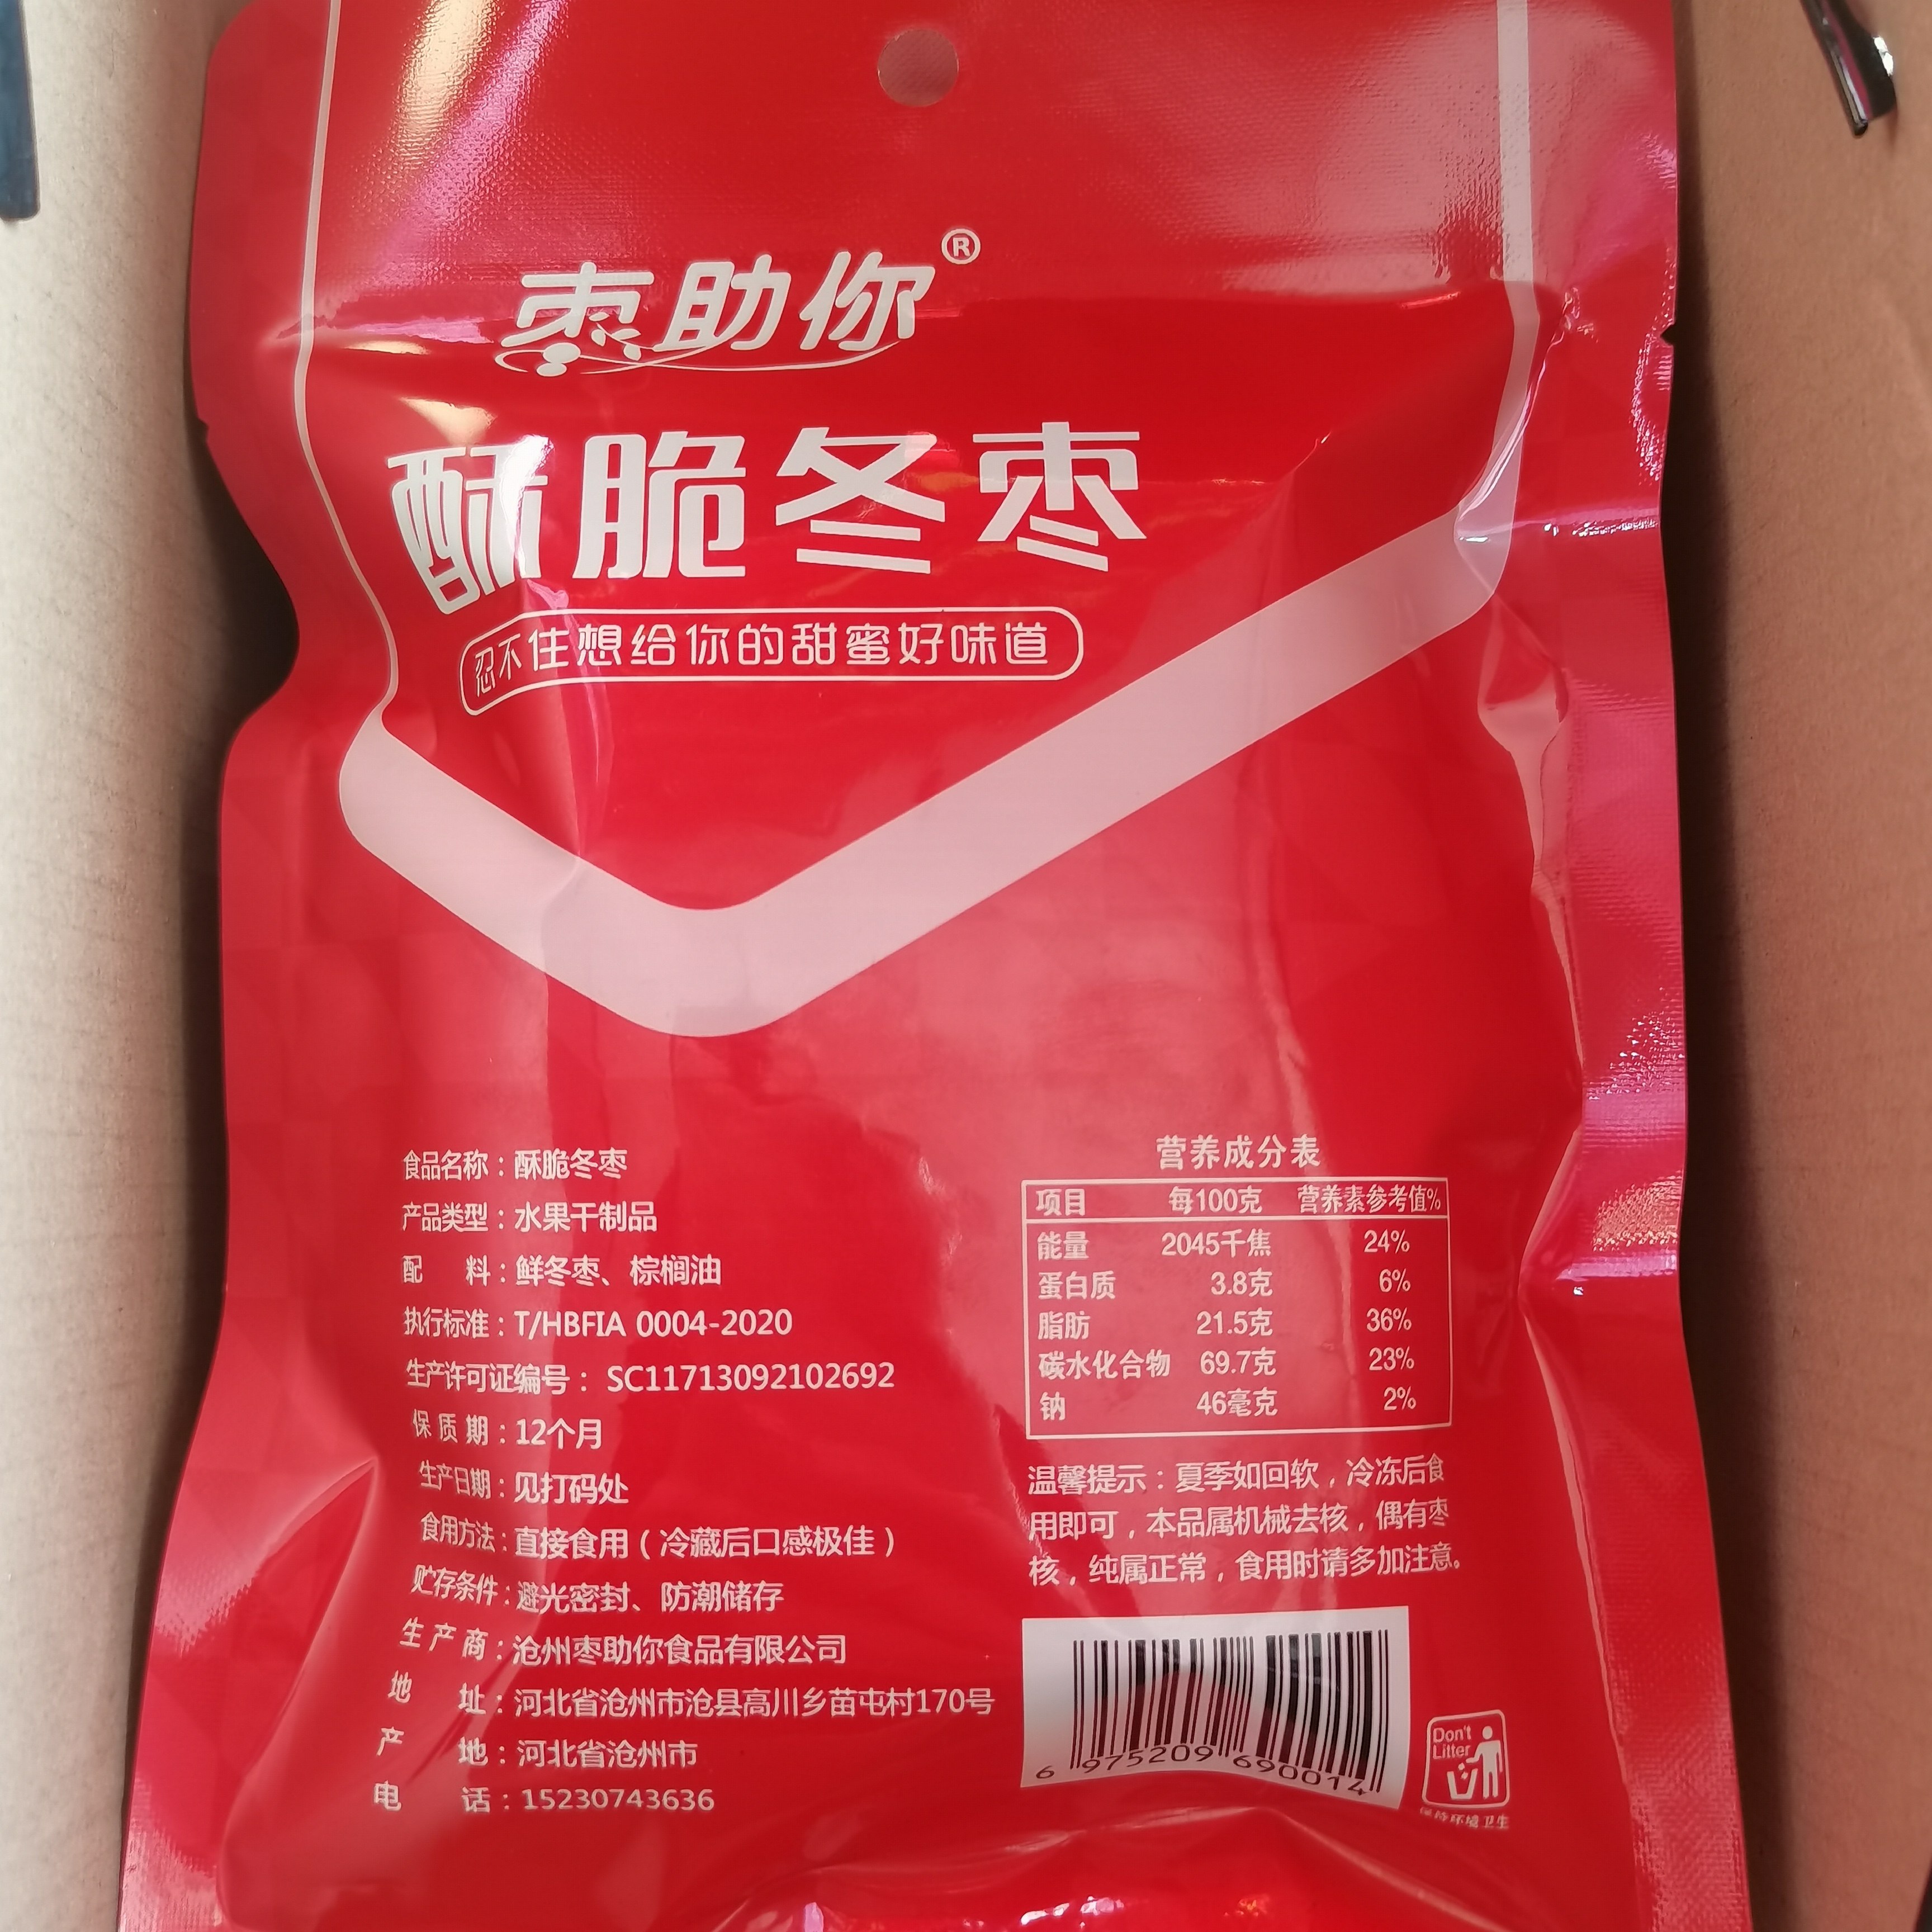 枣助你®
酥脆冬枣
忍不住想给你的甜蜜好味道
食品名称：酥脆冬枣
产品类型：水果干制品
配料：鲜冬枣、棕榈油
执行标准：T/HBFIA 0004-2020
生产许可证编号：SC11713092102692
保质期：12个月
生产日期：见打码处
食用方法：直接食用（冷藏后口感极佳）
贮存条件：避光密封、防潮储存
生产商：沧州枣助你食品有限公司
地址：河北省沧州市沧县高川乡苗屯村170号
产地：河北省沧州市
电话：15230743636
营养成分表
项目 每100克 营养素参考值%
能量 2045千焦 24%
蛋白质 3.8克 6%
脂肪 21.5克 36%
碳水化合物 69.7克 23%
钠 46毫克 2%
温馨提示：夏季如回软，冷冻后食
用即可，本品属机械去核，偶有枣
核，纯属正常，食用时请多加注意。
6 975209 690014
Don't
Litter
保持环境卫生